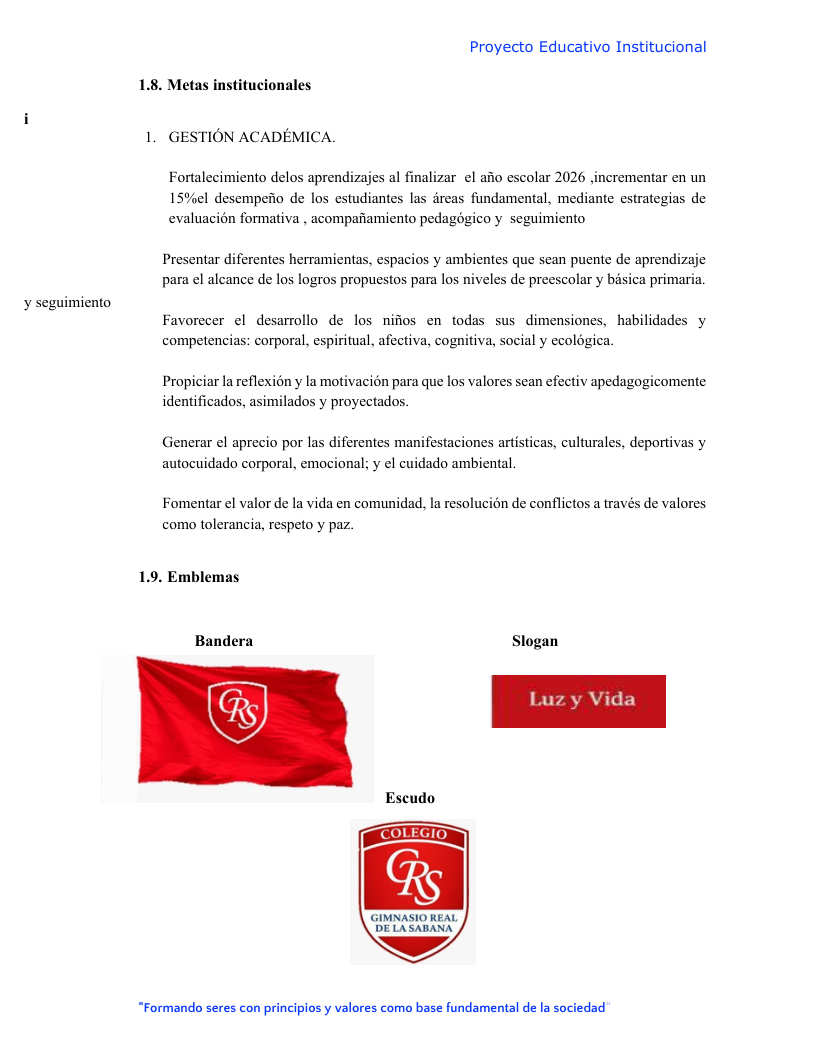 Proyecto Educativo Institucional
1.8. Metas institucionales
i
1. GESTIÓN ACADÉMICA.
Fortalecimiento delos aprendizajes al finalizar el año escolar 2026 ,incrementar en un
15%el desempeño de los estudiantes las áreas fundamental, mediante estrategias de
evaluación formativa , acompañamiento pedagógico y seguimiento
Presentar diferentes herramientas, espacios y ambientes que sean puente de aprendizaje
para el alcance de los logros propuestos para los niveles de preescolar y básica primaria.
y seguimiento
Favorecer el desarrollo de los niños en todas sus dimensiones, habilidades y
competencias: corporal, espiritual, afectiva, cognitiva, social y ecológica.
Propiciar la reflexión y la motivación para que los valores sean efectiv apedagogicomente
identificados, asimilados y proyectados.
Generar el aprecio por las diferentes manifestaciones artísticas, culturales, deportivas y
autocuidado corporal, emocional; y el cuidado ambiental.
Fomentar el valor de la vida en comunidad, la resolución de conflictos a través de valores
como tolerancia, respeto y paz.
1.9. Emblemas
Bandera
Slogan
GRS
Luz y Vida
Escudo
COLEGIO
GRS
GIMNASIO REAL
DE LA SABANA
"Formando seres con principios y valores como base fundamental de la sociedad"